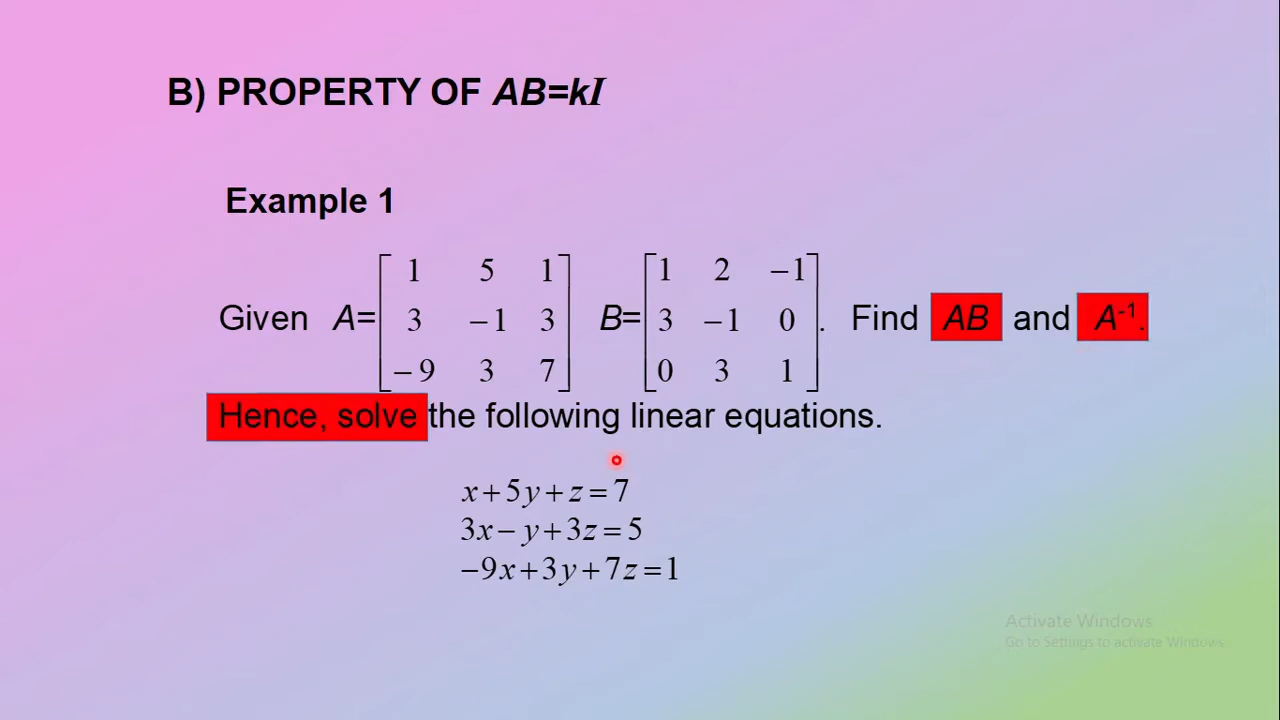 B) PROPERTY OF AB=kI
Example 1
Given A= [1 5 1; 3 −1 3; −9 3 7] B= [1 2 −1; 3 −1 0; 0 3 1]. Find AB and A⁻¹.
Hence, solve the following linear equations.
x+5y+z=7
3x−y+3z=5
−9x+3y+7z=1
Activate Windows
Go to Settings to activate Windows.